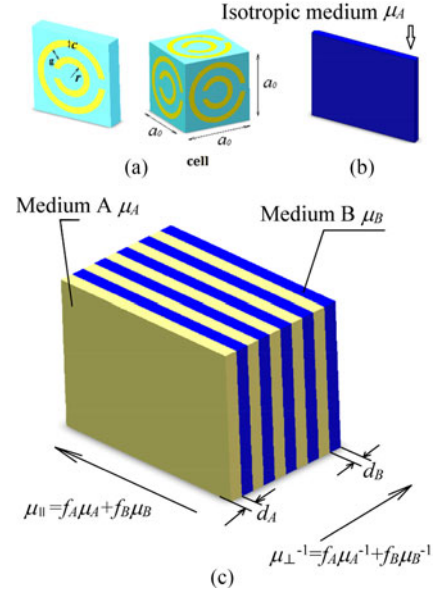 Isotropic medium μA
c
g
r
a0
a0
a0
(a)
cell
(b)
Medium A μA
Medium B μB
dB
dA
μ∥=fAμA+fBμB
μ⊥⁻¹=fAμA⁻¹+fBμB⁻¹
(c)